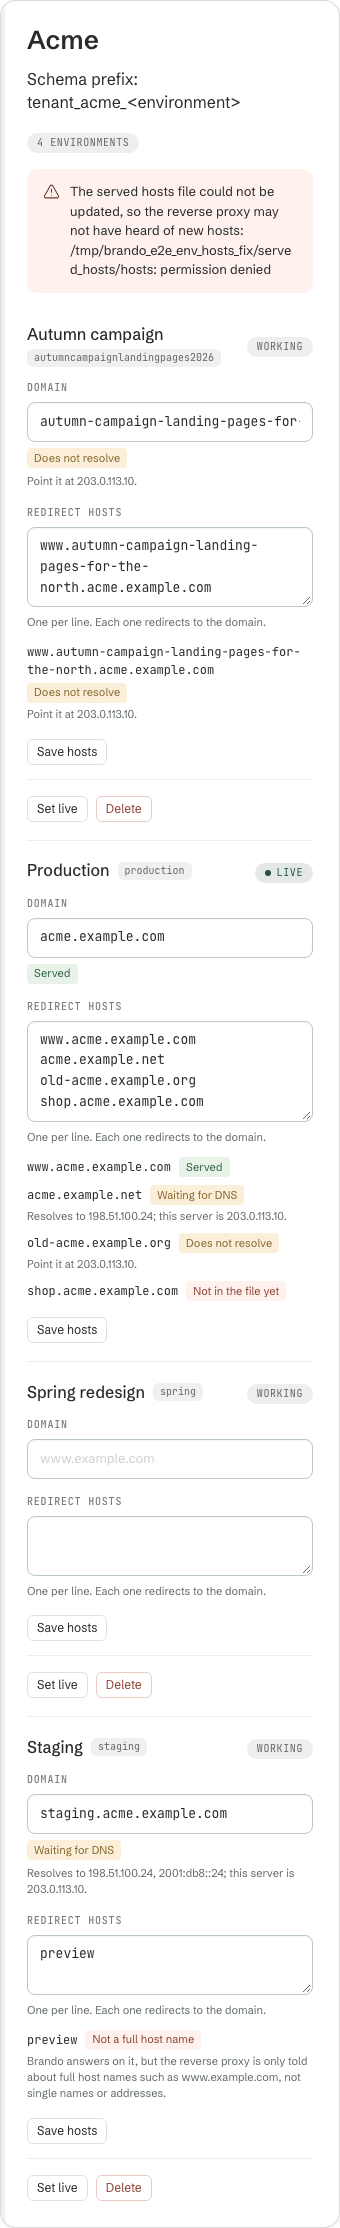 Acme
Schema prefix:
tenant_acme_<environment>
4 ENVIRONMENTS
The served hosts file could not be
updated, so the reverse proxy may
not have heard of new hosts:
/tmp/brando_e2e_env_hosts_fix/serve
d_hosts/hosts: permission denied
Autumn campaign
WORKING
autumncampaignlandingpages2026
DOMAIN
autumn-campaign-landing-pages-for-
Does not resolve
Point it at 203.0.113.10.
REDIRECT HOSTS
www.autumn-campaign-landing-
pages-for-the-
north.acme.example.com
One per line. Each one redirects to the domain.
www.autumn-campaign-landing-pages-for-
the-north.acme.example.com
Does not resolve
Point it at 203.0.113.10.
Save hosts
Set live Delete
Production production LIVE
DOMAIN
acme.example.com
Served
REDIRECT HOSTS
www.acme.example.com
acme.example.net
old-acme.example.org
shop.acme.example.com
One per line. Each one redirects to the domain.
www.acme.example.com Served
acme.example.net Waiting for DNS
Resolves to 198.51.100.24; this server is 203.0.113.10.
old-acme.example.org Does not resolve
Point it at 203.0.113.10.
shop.acme.example.com Not in the file yet
Save hosts
Spring redesign spring WORKING
DOMAIN
www.example.com
REDIRECT HOSTS
One per line. Each one redirects to the domain.
Save hosts
Set live Delete
Staging staging WORKING
DOMAIN
staging.acme.example.com
Waiting for DNS
Resolves to 198.51.100.24, 2001:db8::24; this server is
203.0.113.10.
REDIRECT HOSTS
preview
One per line. Each one redirects to the domain.
preview Not a full host name
Brando answers on it, but the reverse proxy is only told
about full host names such as www.example.com, not
single names or addresses.
Save hosts
Set live Delete